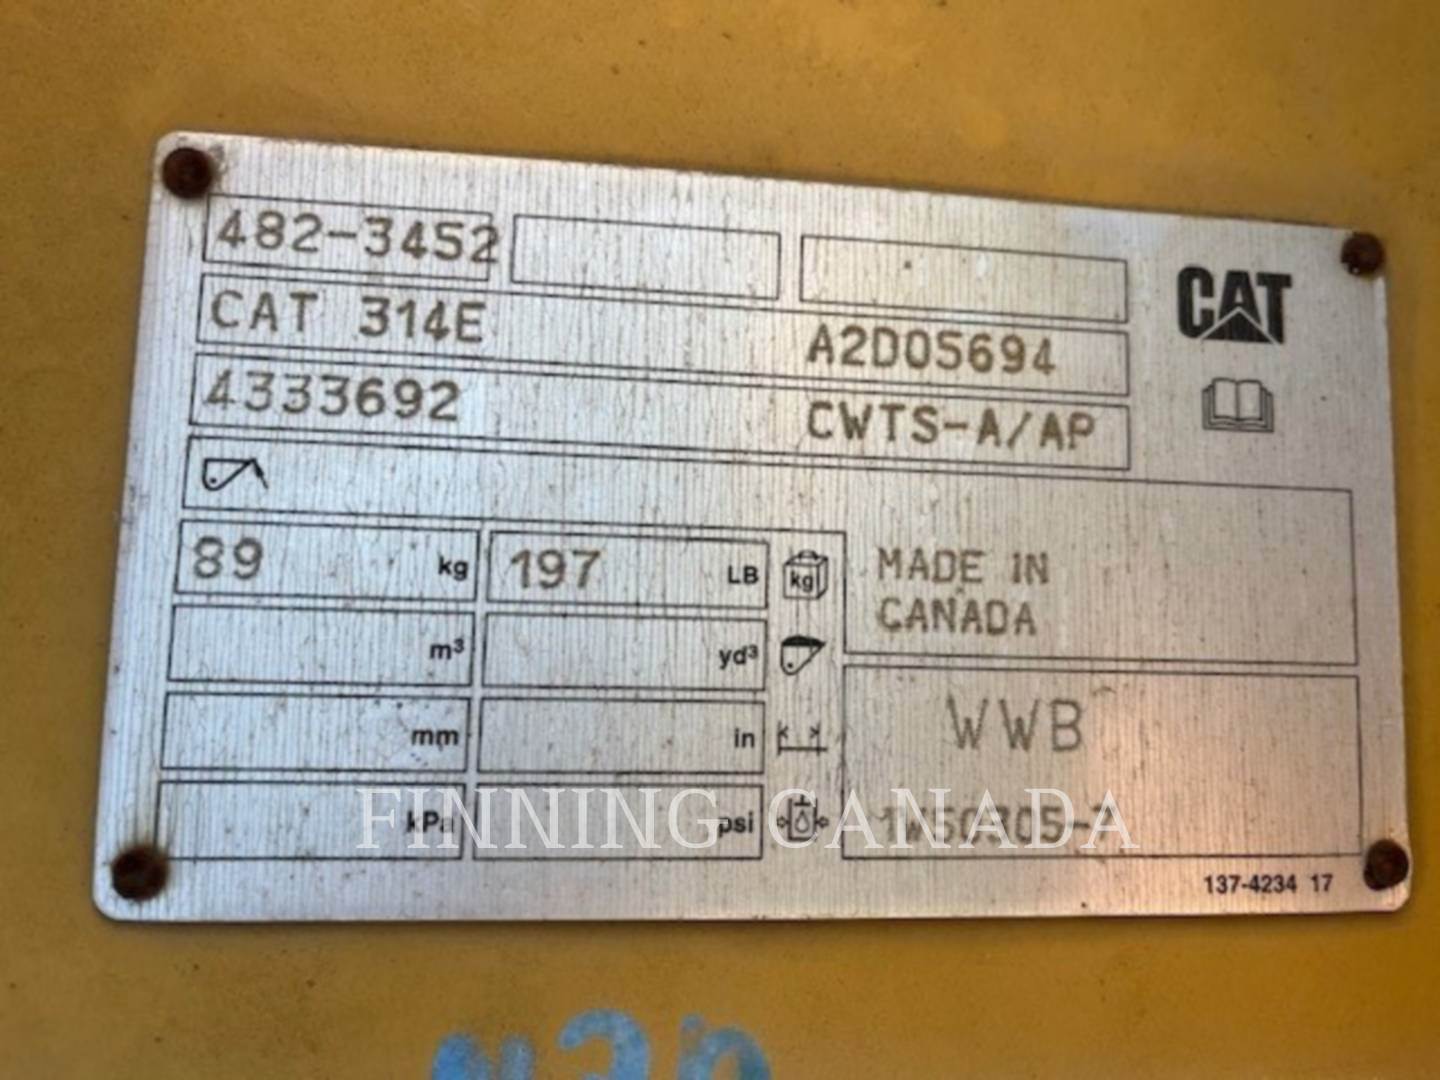 482-3452
CAT
CAT 314E A2D05694
4333692 CWTS-A/AP
89 kg 197 LB kg
MADE IN
CANADA
m³ yd³
mm in
WWB
kPa psi
FINNING CANADA
137-4234 17